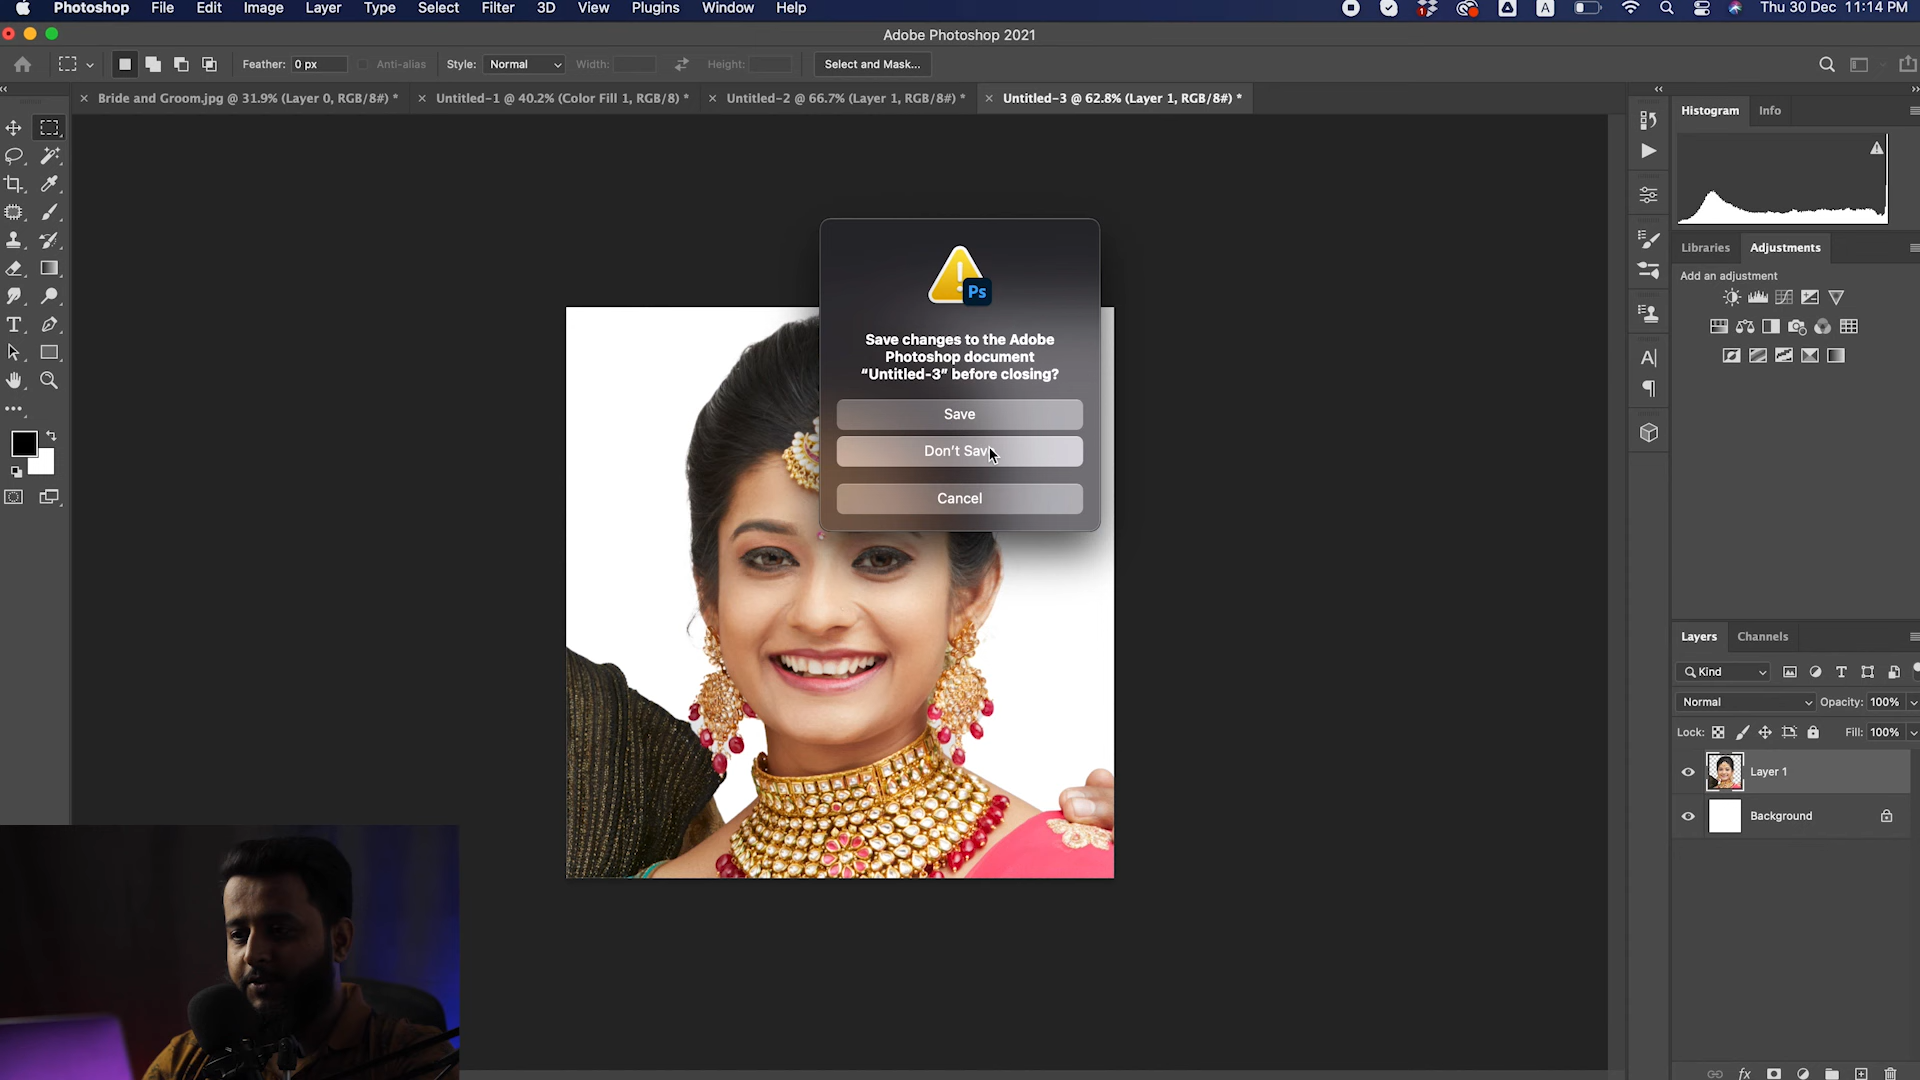 Photoshop File Edit Image Layer Type Select Filter 3D View Plugins Window Help A Thu 30 Dec 11:14 PM
Adobe Photoshop 2021
Feather: 0 px Anti-alias Style: Normal Width: Height: Select and Mask...
Bride and Groom.jpg @ 31.9% (Layer 0, RGB/8#) * Untitled-1 @ 40.2% (Color Fill 1, RGB/8) * Untitled-2 @ 66.7% (Layer 1, RGB/8#) * Untitled-3 @ 62.8% (Layer 1, RGB/8#) *
Histogram Info
Libraries Adjustments
Add an adjustment
Ps
Save changes to the Adobe
Photoshop document
“Untitled-3” before closing?
Save
Don't Save
Cancel
Layers Channels
Kind
Normal Opacity: 100%
Lock: Fill: 100%
Layer 1
Background
fx